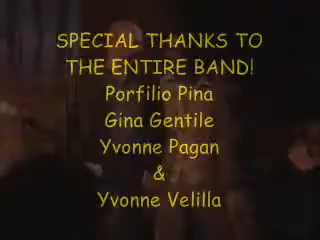 SPECIAL THANKS TO
THE ENTIRE BAND!
Porfilio Pina
Gina Gentile
Yvonne Pagan
&
Yvonne Velilla